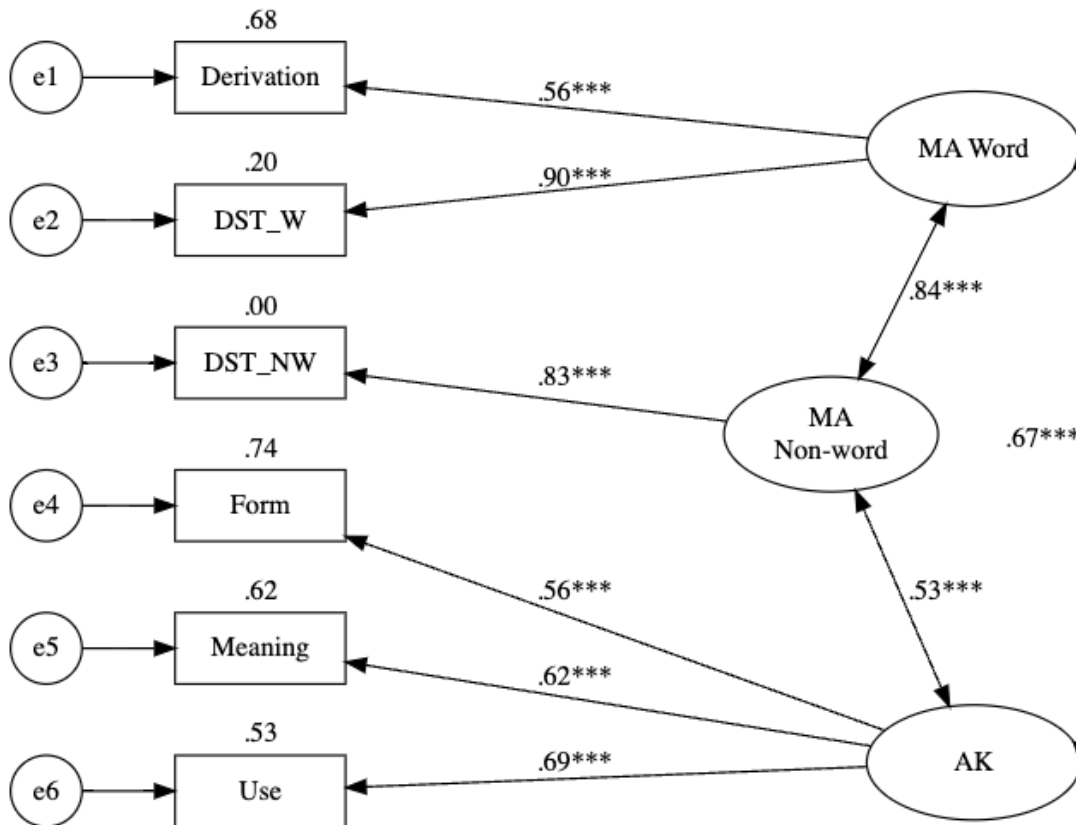 .68
e1
Derivation
.56***
MA Word
.20
e2
DST_W
.90***
.84***
.00
e3
DST_NW
.83***
MA
Non-word
.67***
.74
e4
Form
.56***
.53***
.62
e5
Meaning
.62***
.53
e6
Use
.69***
AK